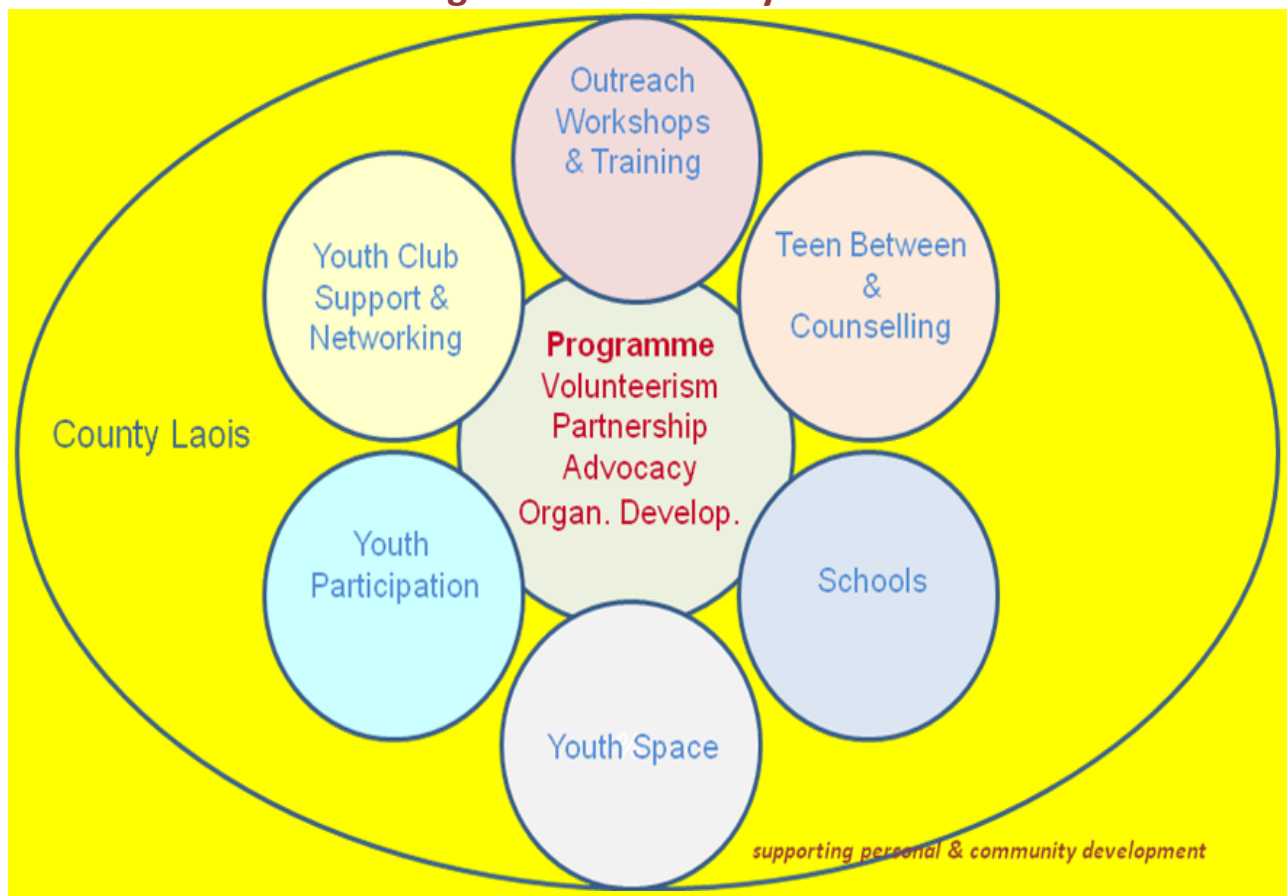 Outreach
Workshops
& Training
Youth Club
Support &
Networking
Teen Between
&
Counselling
Programme
Volunteerism
Partnership
Advocacy
Organ. Develop.
County Laois
Youth
Participation
Schools
Youth Space
supporting personal & community development